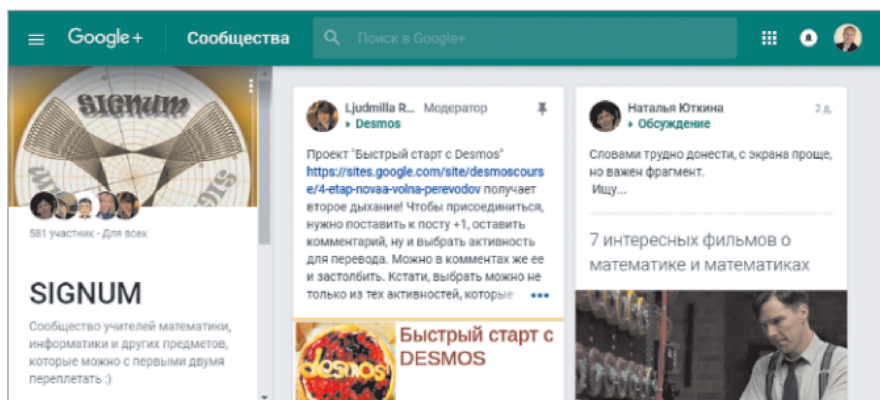 Google+
Сообщества
Поиск в Google+
SIGNUM
581 участник - Для всех
SIGNUM
Сообщество учителей математики,
информатики и других предметов,
которые можно с первыми двумя
переплетать :)
Ljudmilla R... Модератор
Desmos
Проект "Быстрый старт с Desmos"
https://sites.google.com/site/desmoscours
e/4-etap-novaa-volna-perevodov получает
второе дыхание! Чтобы присоединиться,
нужно поставить к посту +1, оставить
комментарий, ну и выбрать активность
для перевода. Можно в комментах же ее
и застолбить. Кстати, выбрать можно не
только из тех активностей, которые
desmos
Быстрый старт с
DESMOS
Наталья Юткина 2 д.
Обсуждение
Словами трудно донести, с экрана проще,
но важен фрагмент.
Ищу...
7 интересных фильмов о
математике и математиках